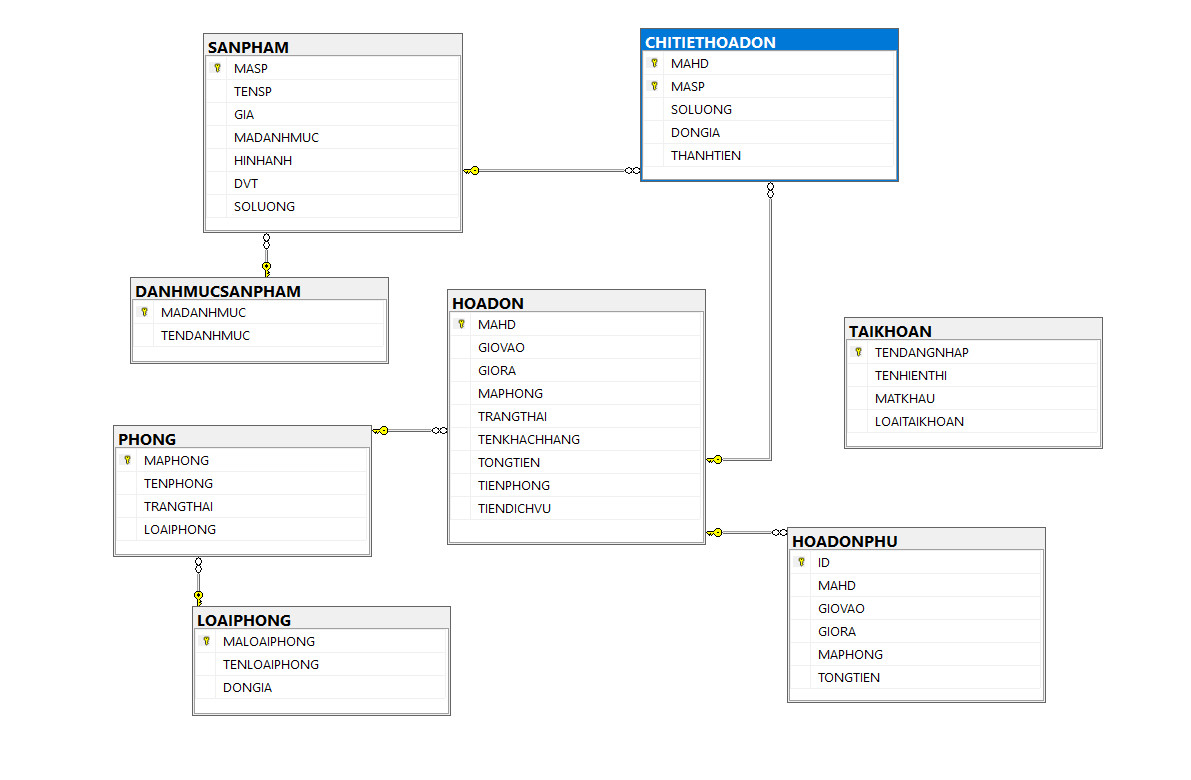 SANPHAM
MASP
TENSP
GIA
MADANHMUC
HINHANH
DVT
SOLUONG
CHITIETHOADON
MAHD
MASP
SOLUONG
DONGIA
THANHTIEN
DANHMUCSANPHAM
MADANHMUC
TENDANHMUC
HOADON
MAHD
GIOVAO
GIORA
MAPHONG
TRANGTHAI
TENKHACHHANG
TONGTIEN
TIENPHONG
TIENDICHVU
TAIKHOAN
TENDANGNHAP
TENHIENTHI
MATKHAU
LOAITAIKHOAN
PHONG
MAPHONG
TENPHONG
TRANGTHAI
LOAIPHONG
HOADONPHU
ID
MAHD
GIOVAO
GIORA
MAPHONG
TONGTIEN
LOAIPHONG
MALOAIPHONG
TENLOAIPHONG
DONGIA